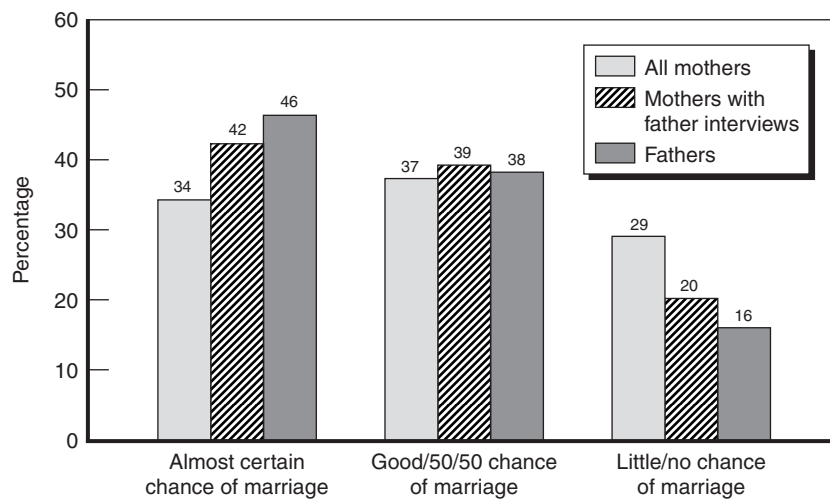 60
50
40
30
20
10
0
Percentage
34
42
46
37
39
38
29
20
16
All mothers
Mothers with
father interviews
Fathers
Almost certain
chance of marriage
Good/50/50 chance
of marriage
Little/no chance
of marriage